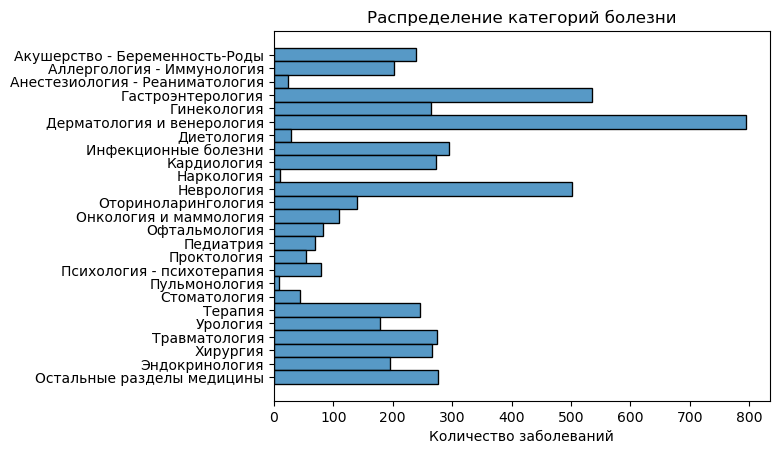 Распределение категорий болезни
Акушерство - Беременность-Роды
Аллергология - Иммунология
Анестезиология - Реаниматология
Гастроэнтерология
Гинекология
Дерматология и венерология
Диетология
Инфекционные болезни
Кардиология
Наркология
Неврология
Оториноларингология
Онкология и маммология
Офтальмология
Педиатрия
Проктология
Психология - психотерапия
Пульмонология
Стоматология
Терапия
Урология
Травматология
Хирургия
Эндокринология
Остальные разделы медицины
0 100 200 300 400 500 600 700 800
Количество заболеваний